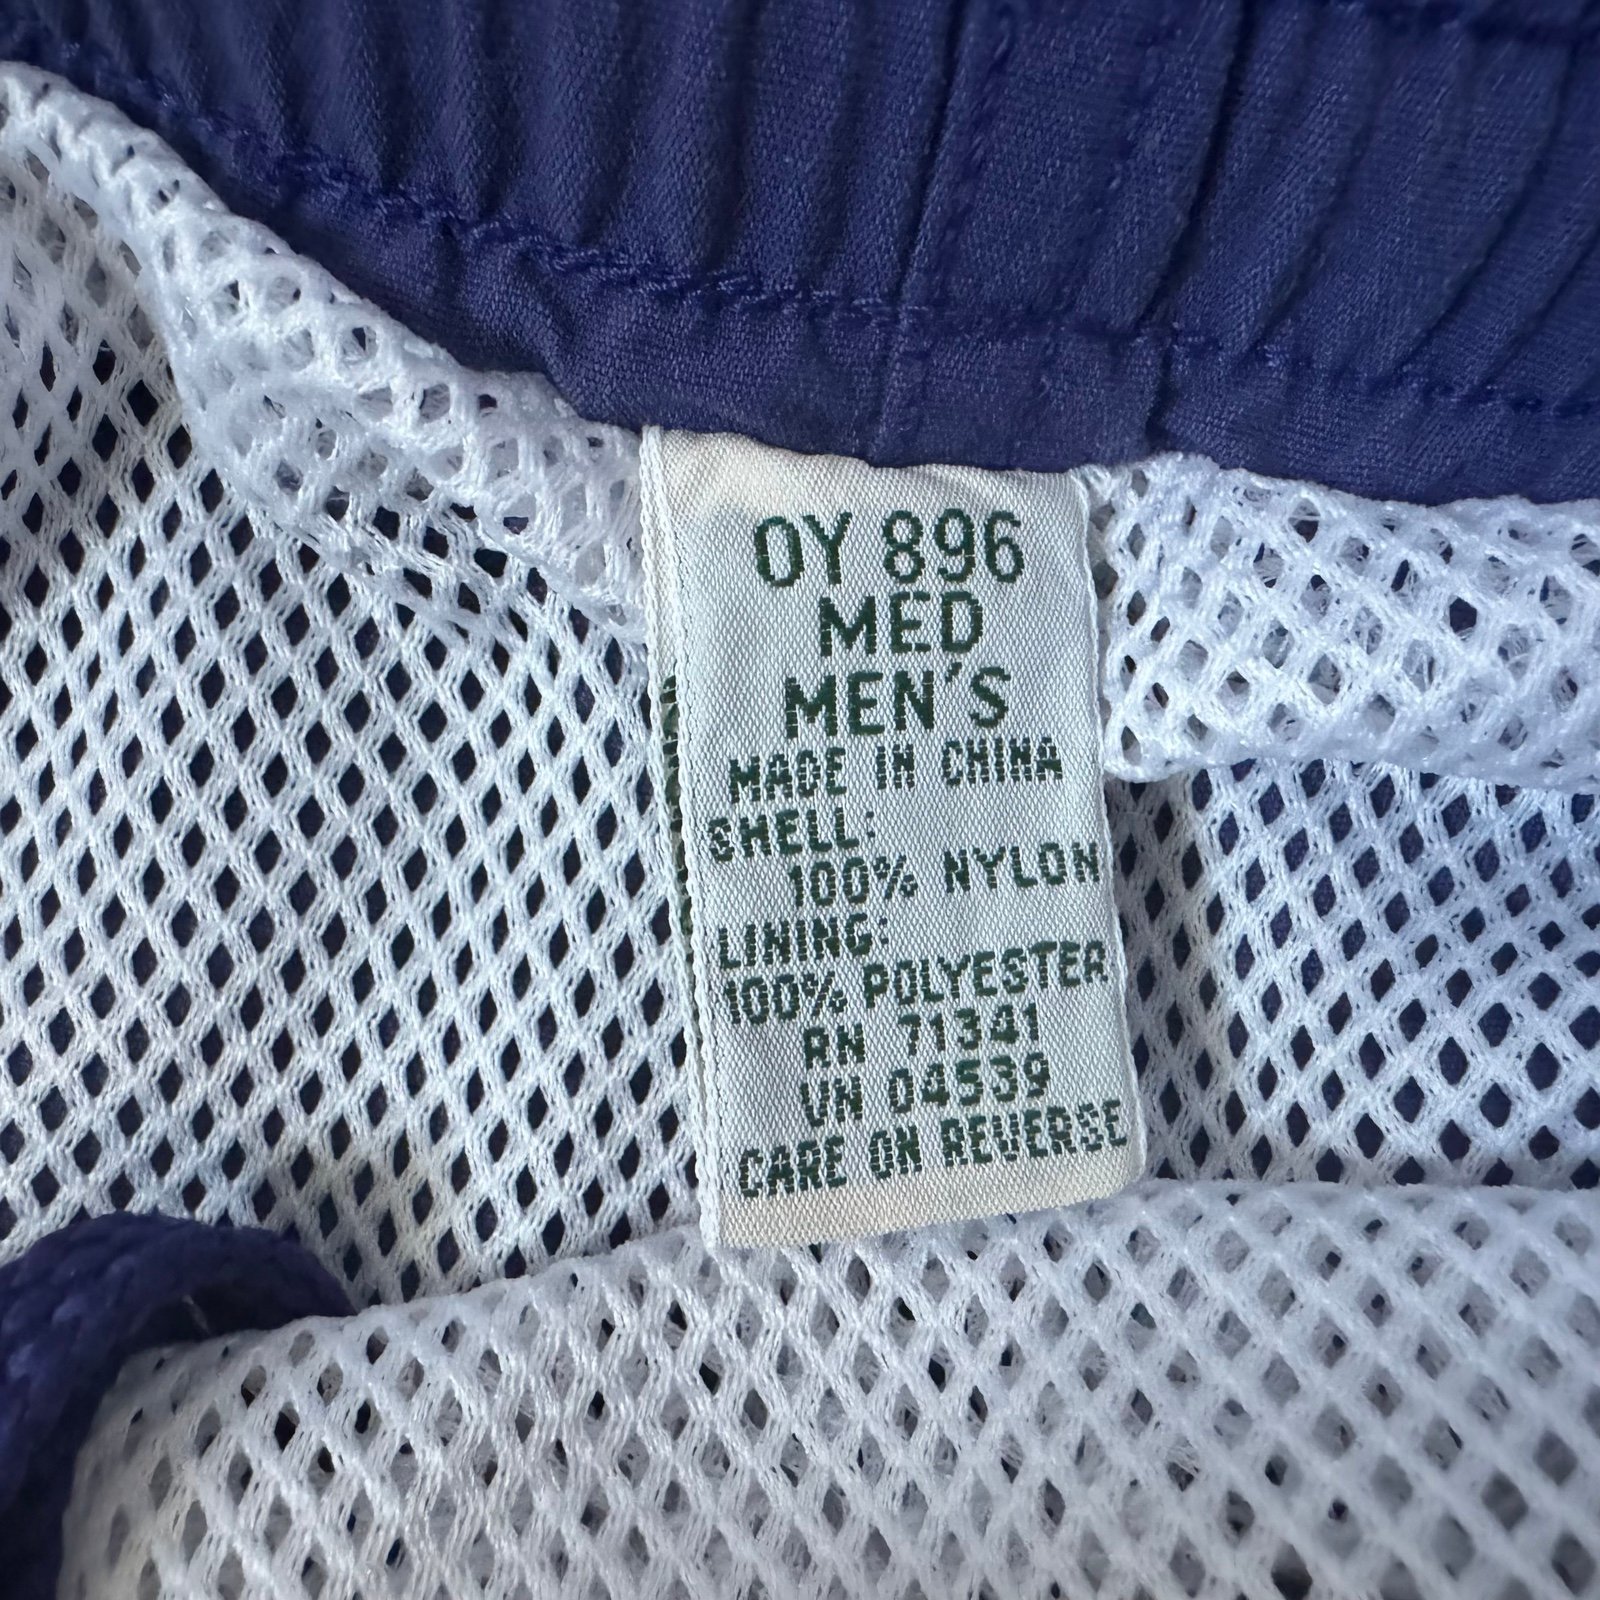 OY 896
MED
MEN'S
MADE IN CHINA
SHELL:
100% NYLON
LINING:
100% POLYESTER
RN 71341
UN 04539
CARE ON REVERSE